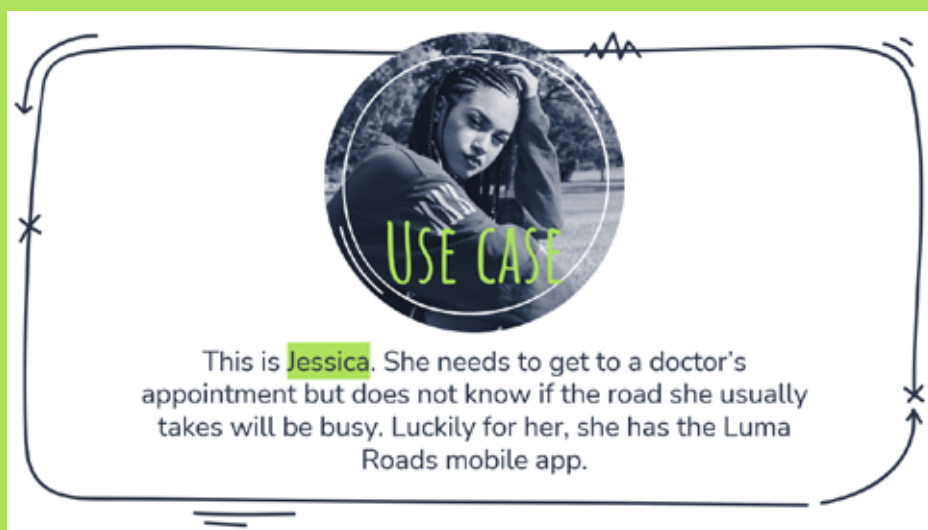 USE CASE
This is Jessica. She needs to get to a doctor's
appointment but does not know if the road she usually
takes will be busy. Luckily for her, she has the Luma
Roads mobile app.